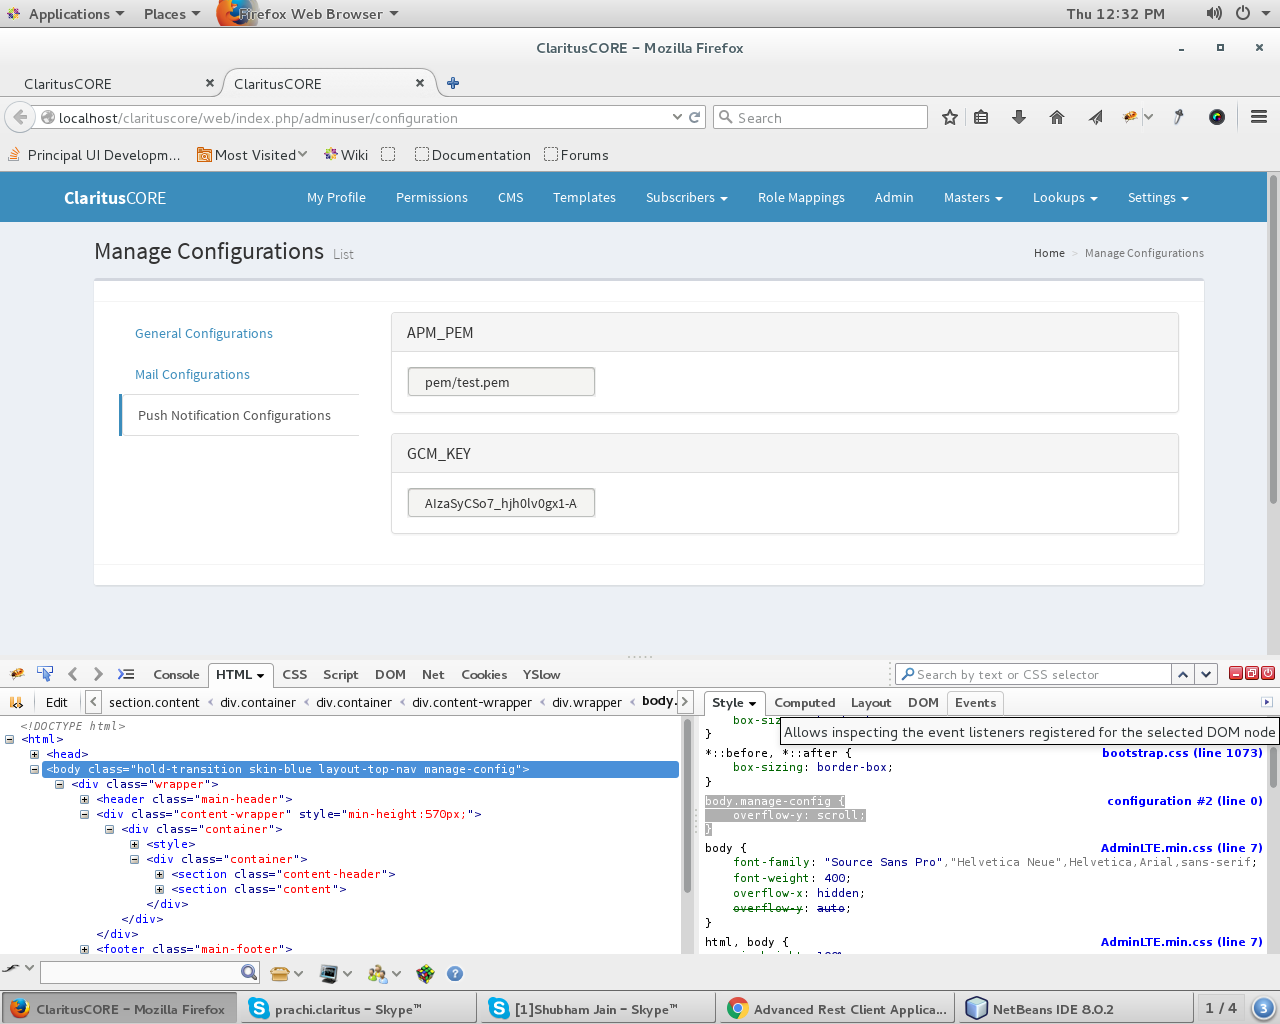 Applications Places Firefox Web Browser Thu 12:32 PM
ClaritusCORE – Mozilla Firefox
ClaritusCORE ClaritusCORE
localhost/clarituscore/web/index.php/adminuser/configuration Search
Principal UI Developm... Most Visited Wiki Documentation Forums
ClaritusCORE My Profile Permissions CMS Templates Subscribers Role Mappings Admin Masters Lookups Settings
Manage Configurations List Home > Manage Configurations
General Configurations
Mail Configurations
Push Notification Configurations
APM_PEM
pem/test.pem
GCM_KEY
AIzaSyCSo7_hjh0lv0gx1-A
Console HTML CSS Script DOM Net Cookies YSlow Search by text or CSS selector
Edit section.content div.container div.container div.content-wrapper div.wrapper body.
Style Computed Layout DOM Events
<!DOCTYPE html>
<html>
<head>
<body class="hold-transition skin-blue layout-top-nav manage-config">
<div class="wrapper">
<header class="main-header">
<div class="content-wrapper" style="min-height:570px;">
<div class="container">
<style>
<div class="container">
<section class="content-header">
<section class="content">
</div>
</div>
</div>
<footer class="main-footer">
box-siz
Allows inspecting the event listeners registered for the selected DOM node
}
*::before, *::after { bootstrap.css (line 1073)
box-sizing: border-box;
}
body.manage-config { configuration #2 (line 0)
overflow-y: scroll;
}
body { AdminLTE.min.css (line 7)
font-family: "Source Sans Pro","Helvetica Neue",Helvetica,Arial,sans-serif;
font-weight: 400;
overflow-x: hidden;
overflow-y: auto;
}
html, body { AdminLTE.min.css (line 7)
ClaritusCORE – Mozilla Firefox prachi.claritus – Skype™ [1]Shubham Jain – Skype™ Advanced Rest Client Applica... NetBeans IDE 8.0.2 1 / 4 3